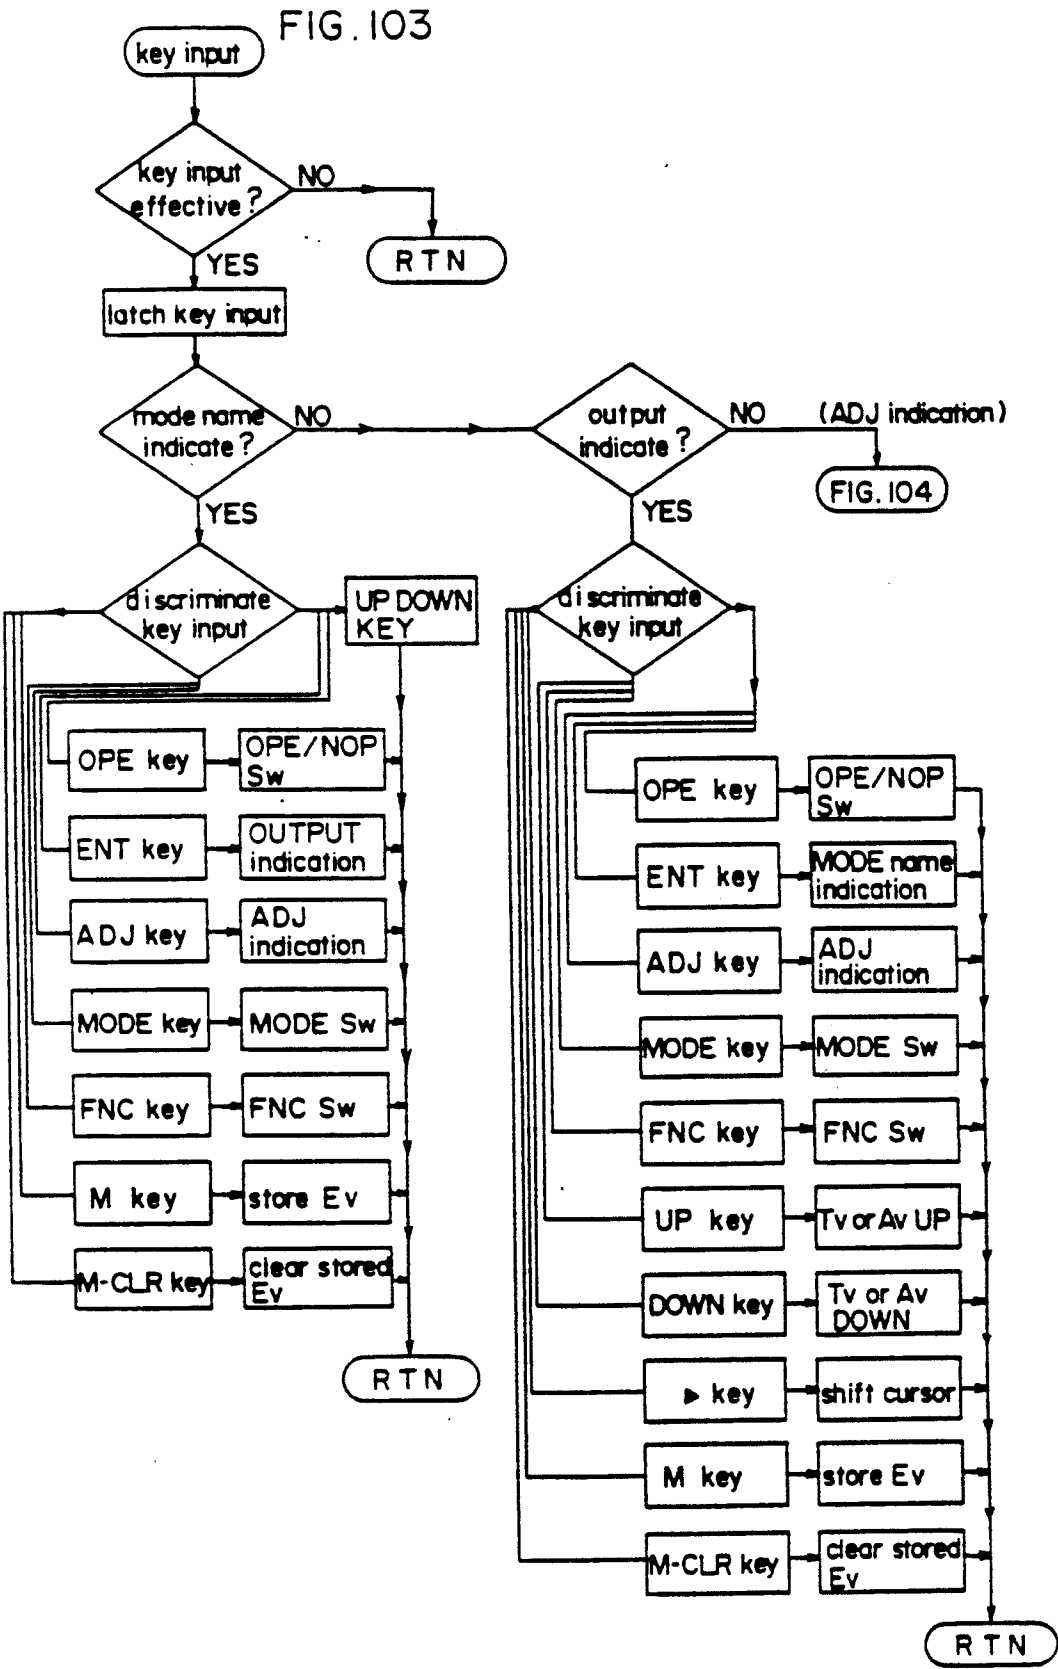 FIG.103
key input
key input
effective?
NO
RTN
YES
latch key input
mode name
indicate?
NO
output
indicate?
NO
(ADJ indication)
FIG.104
YES
YES
discriminate
key input
UP DOWN
KEY
OPE key
OPE/NOP
Sw
ENT key
OUTPUT
indication
ADJ key
ADJ
indication
MODE key
MODE Sw
FNC key
FNC Sw
M key
store Ev
M-CLR key
clear stored
Ev
RTN
discriminate
key input
OPE key
OPE/NOP
Sw
ENT key
MODE name
indication
ADJ key
ADJ
indication
MODE key
MODE Sw
FNC key
FNC Sw
UP key
Tv or Av UP
DOWN key
Tv or Av
DOWN
▶ key
shift cursor
M key
store Ev
M-CLR key
clear stored
Ev
RTN